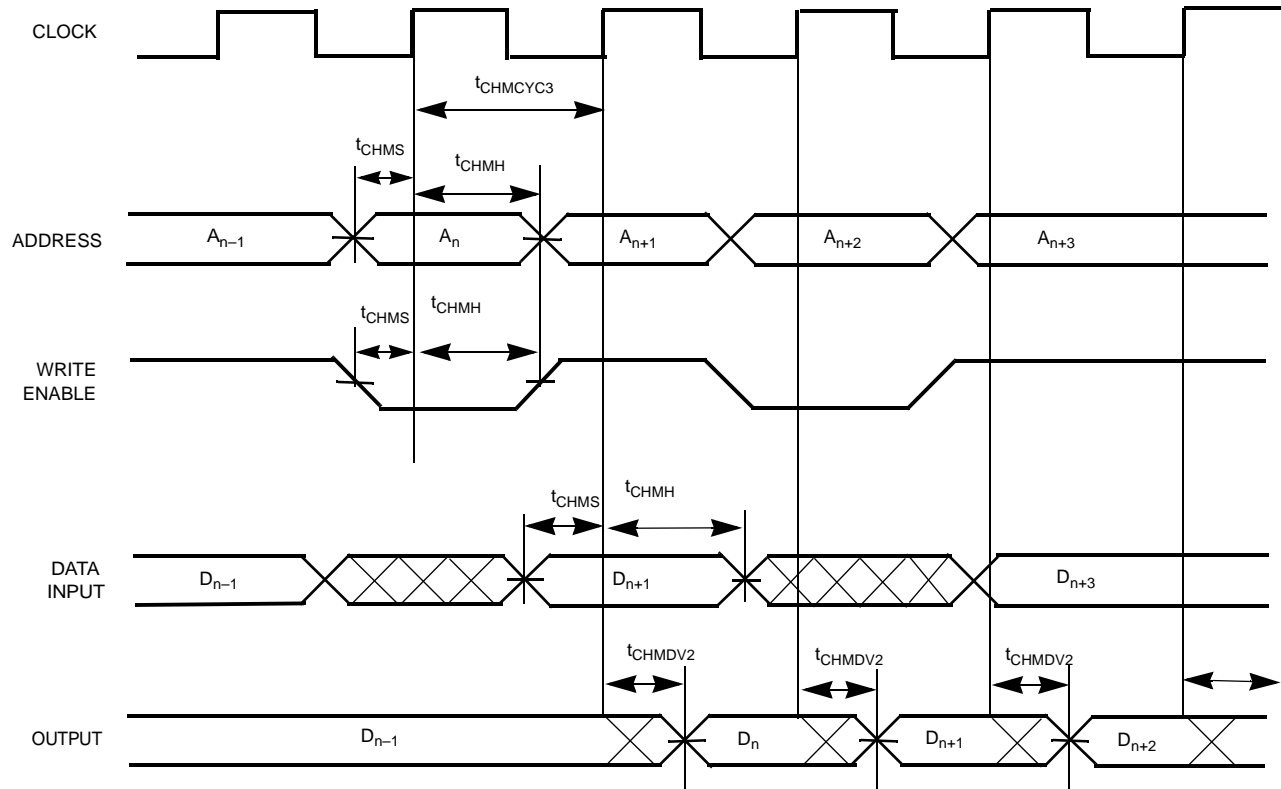 CLOCK
tCHMCYC3
tCHMS
tCHMH
ADDRESS
An–1
An
An+1
An+2
An+3
tCHMS
tCHMH
WRITE
ENABLE
tCHMS
tCHMH
DATA
INPUT
Dn–1
Dn+1
Dn+3
tCHMDV2
tCHMDV2
tCHMDV2
OUTPUT
Dn–1
Dn
Dn+1
Dn+2